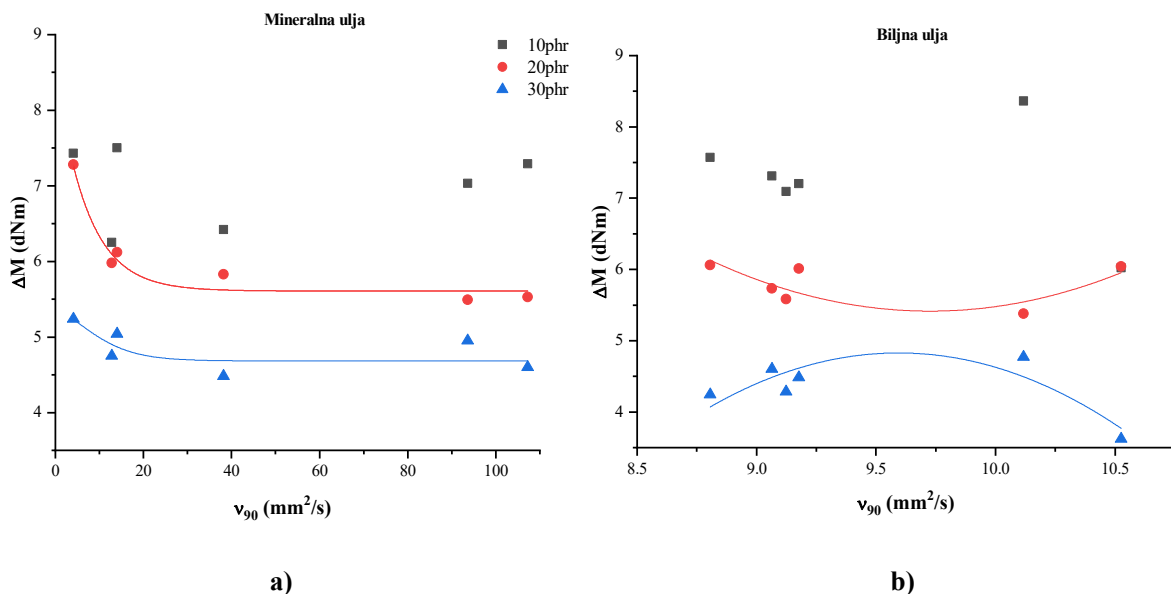 Mineralna ulja
10phr
20phr
30phr
9
8
7
6
5
4
ΔM (dNm)
0 20 40 60 80 100
ν90 (mm²/s)
a)
Biljna ulja
9
8
7
6
5
4
ΔM (dNm)
8.5 9.0 9.5 10.0 10.5
ν90 (mm²/s)
b)